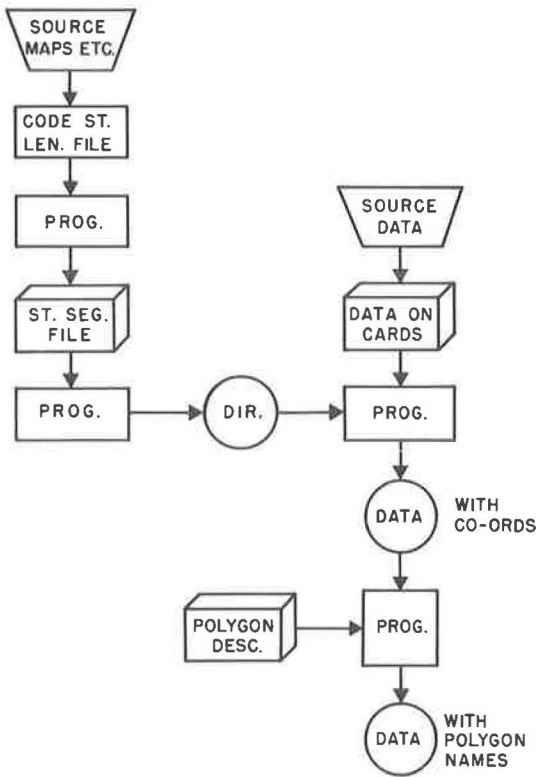 SOURCE
MAPS ETC.
CODE ST.
LEN. FILE
PROG.
ST. SEG.
FILE
PROG.
DIR.
SOURCE
DATA
DATA ON
CARDS
PROG.
DATA
WITH
CO-ORDS
POLYGON
DESC.
PROG.
DATA
WITH
POLYGON
NAMES